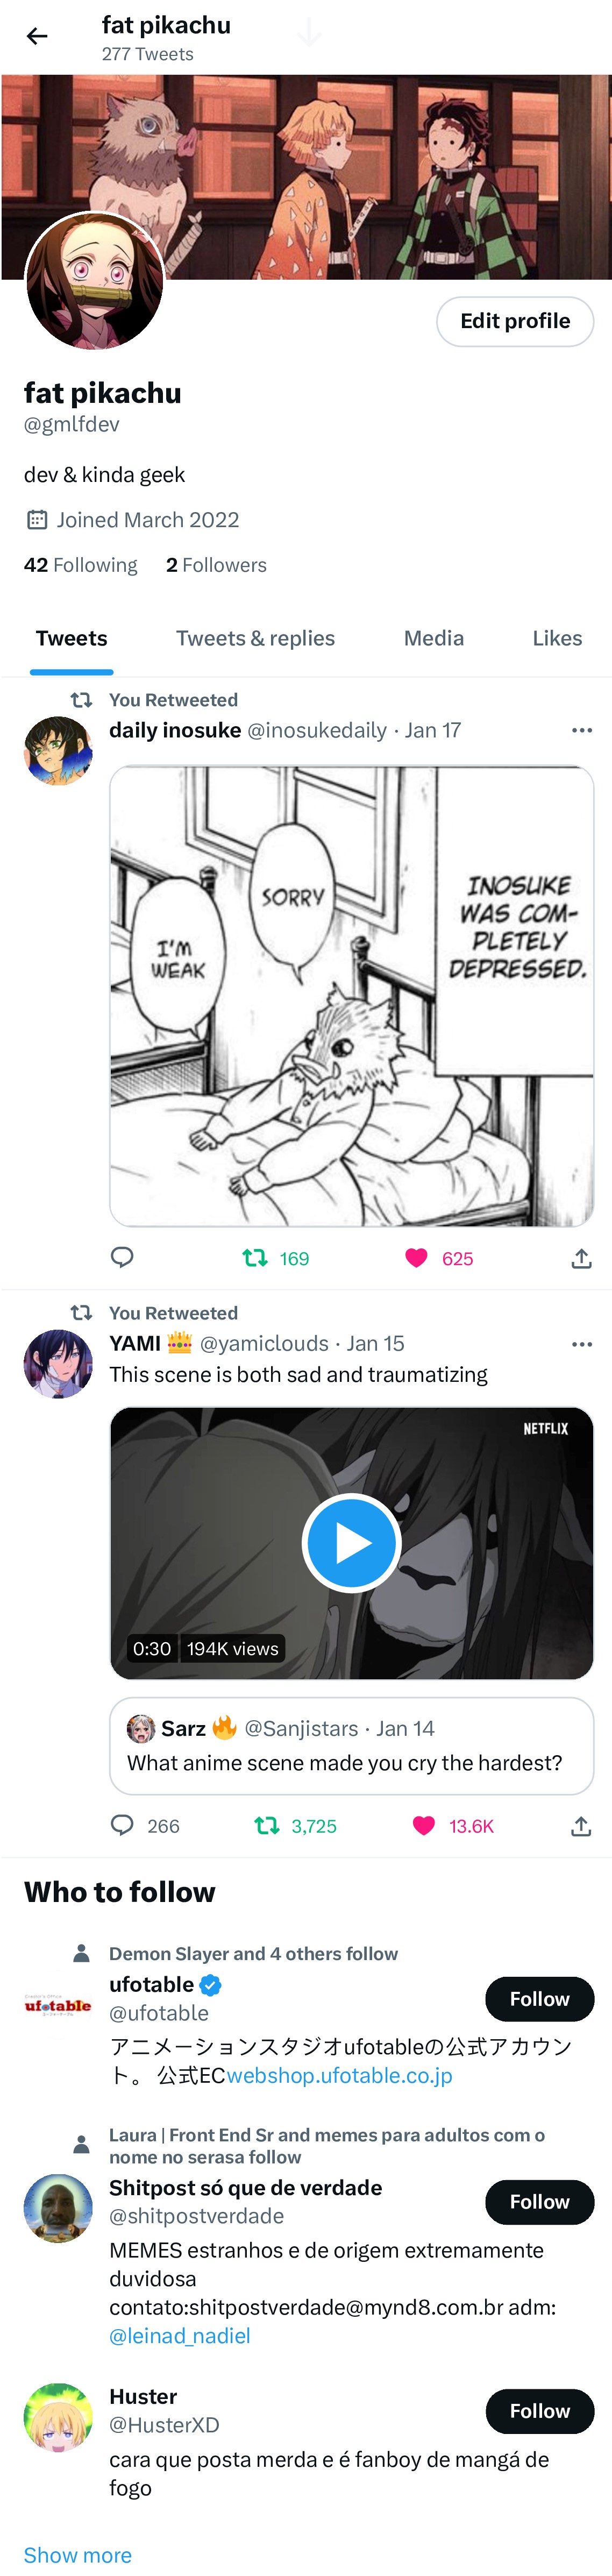 fat pikachu
277 Tweets
Edit profile
fat pikachu
@gmlfdev
dev & kinda geek
Joined March 2022
42 Following 2 Followers
Tweets Tweets & replies Media Likes
You Retweeted
daily inosuke @inosukedaily · Jan 17
INOSUKE
WAS COM-
PLETELY
DEPRESSED.
SORRY
I'M
WEAK
169 625
You Retweeted
YAMI 👑 @yamiclouds · Jan 15
This scene is both sad and traumatizing
NETFLIX
0:30 194K views
Sarz 🔥 @Sanjistars · Jan 14
What anime scene made you cry the hardest?
266 3,725 13.6K
Who to follow
Demon Slayer and 4 others follow
ufotable
ufotable
@ufotable
Follow
アニメーションスタジオufotableの公式アカウン
ト。 公式ECwebshop.ufotable.co.jp
Laura | Front End Sr and memes para adultos com o
nome no serasa follow
Shitpost só que de verdade
@shitpostverdade
Follow
MEMES estranhos e de origem extremamente
duvidosa
contato:shitpostverdade@mynd8.com.br adm:
@leinad_nadiel
Huster
@HusterXD
Follow
cara que posta merda e é fanboy de mangá de
fogo
Show more